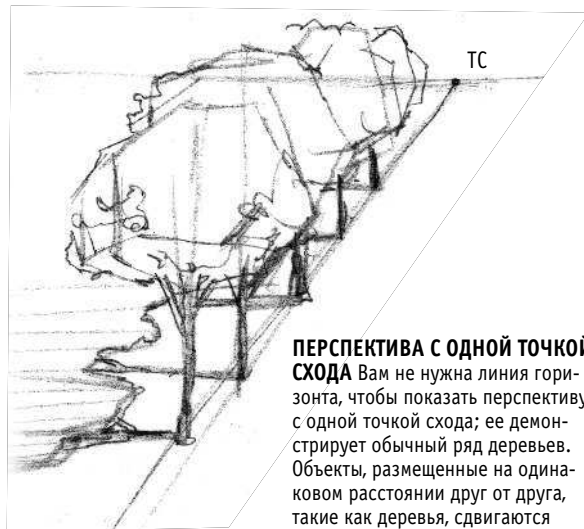 ТС
ПЕРСПЕКТИВА С ОДНОЙ ТОЧКОЙ
СХОДА Вам не нужна линия гори-
зонта, чтобы показать перспективу
с одной точкой схода; ее демон-
стрирует обычный ряд деревьев.
Объекты, размещенные на одина-
ковом расстоянии друг от друга,
такие как деревья, сдвигаются